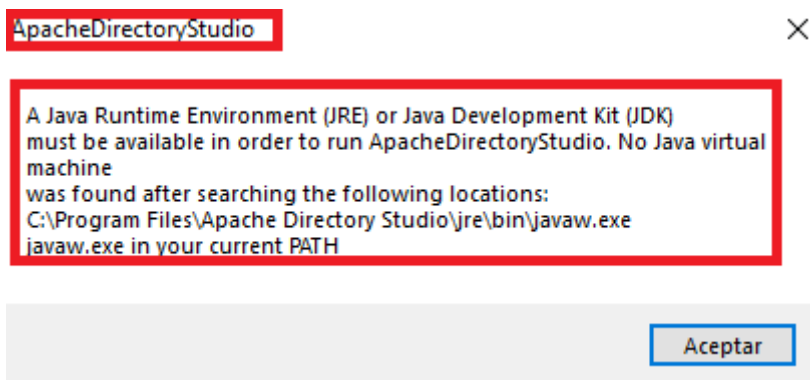 ApacheDirectoryStudio
A Java Runtime Environment (JRE) or Java Development Kit (JDK)
must be available in order to run ApacheDirectoryStudio. No Java virtual
machine
was found after searching the following locations:
C:\Program Files\Apache Directory Studio\jre\bin\javaw.exe
javaw.exe in your current PATH
Aceptar